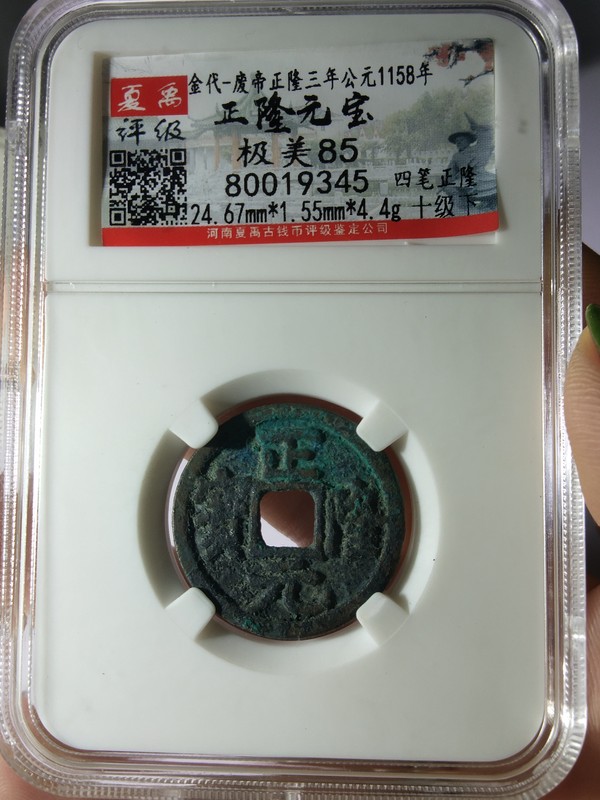 夏禹
评级
金代-废帝正隆三年公元1158年
正隆元宝
极美85
80019345 四笔正隆
24.67mm*1.55mm*4.4g 十级下
河南夏禹古钱币评级鉴定公司
正隆元宝